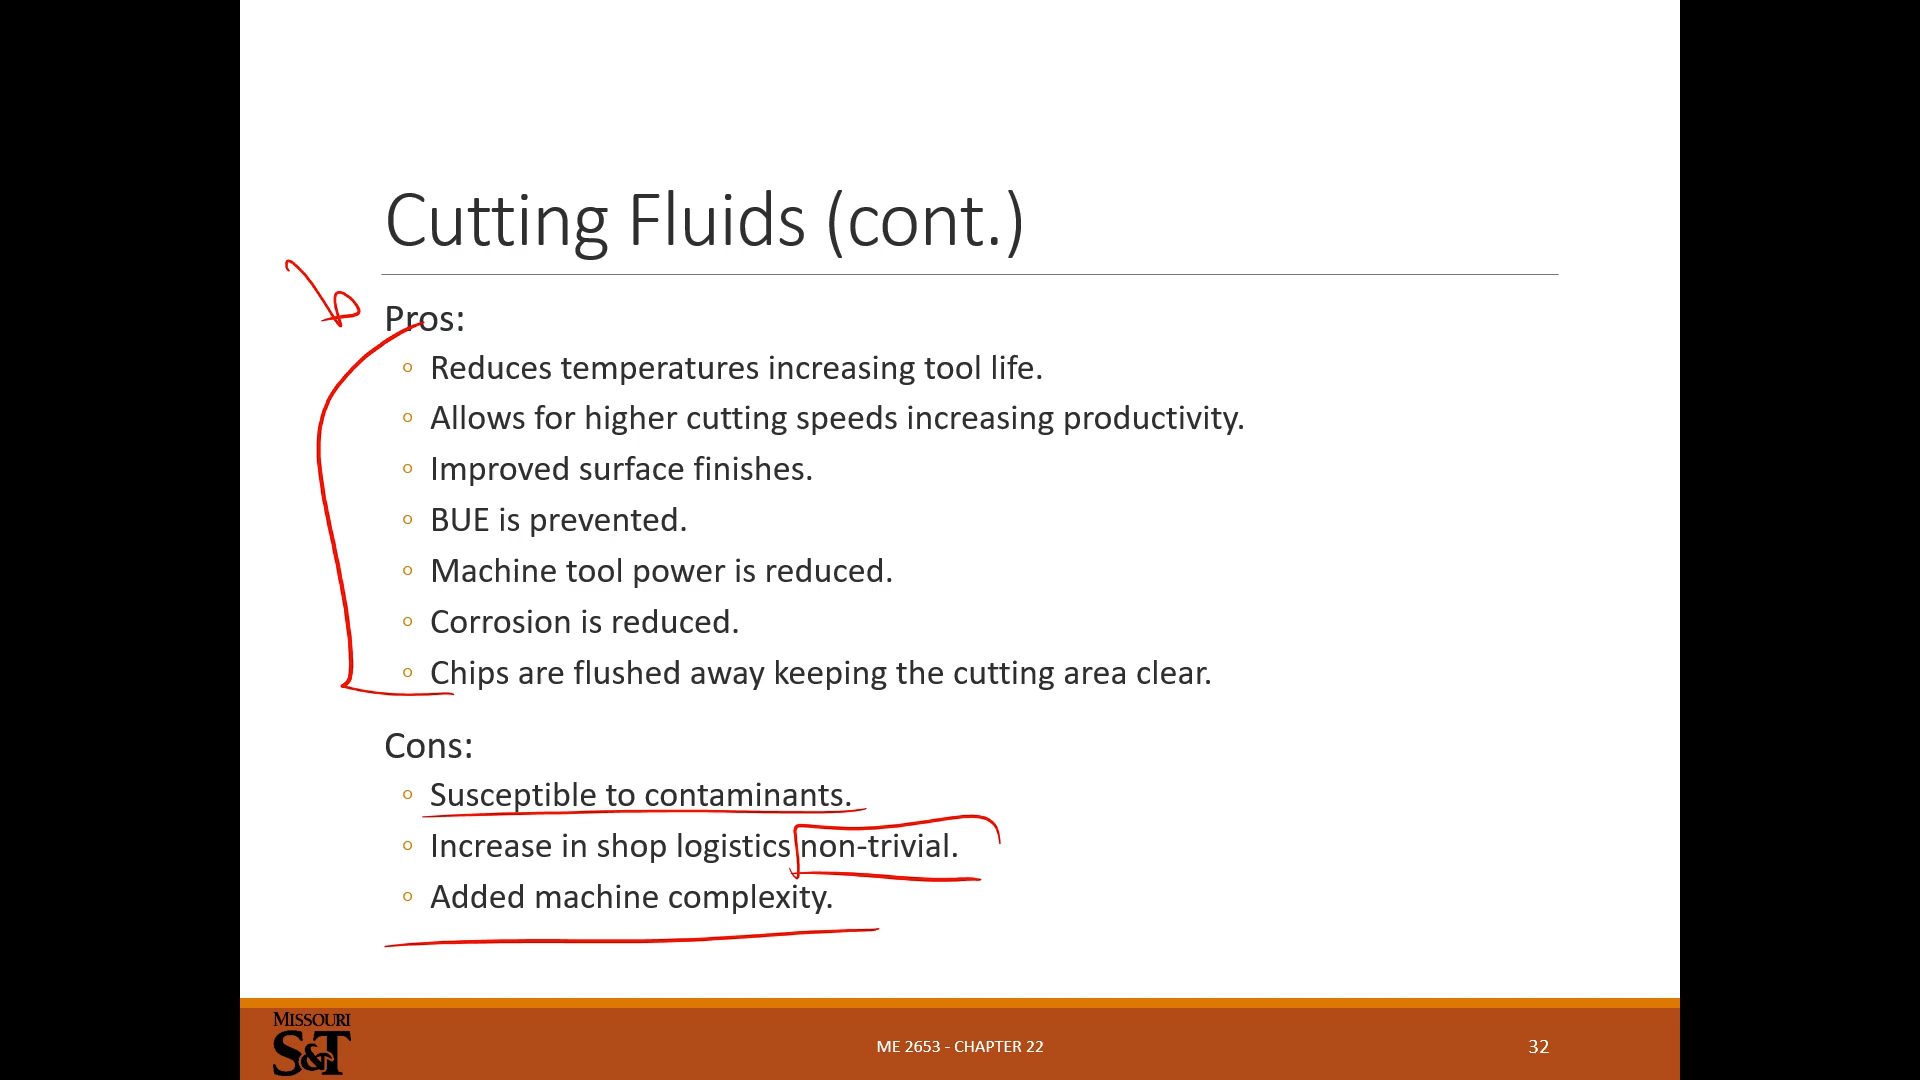 Cutting Fluids (cont.)
Pros:
Reduces temperatures increasing tool life.
Allows for higher cutting speeds increasing productivity.
Improved surface finishes.
BUE is prevented.
Machine tool power is reduced.
Corrosion is reduced.
Chips are flushed away keeping the cutting area clear.
Cons:
Susceptible to contaminants.
Increase in shop logistics non-trivial.
Added machine complexity.
MISSOURI
S&T
ME 2653 - CHAPTER 22
32